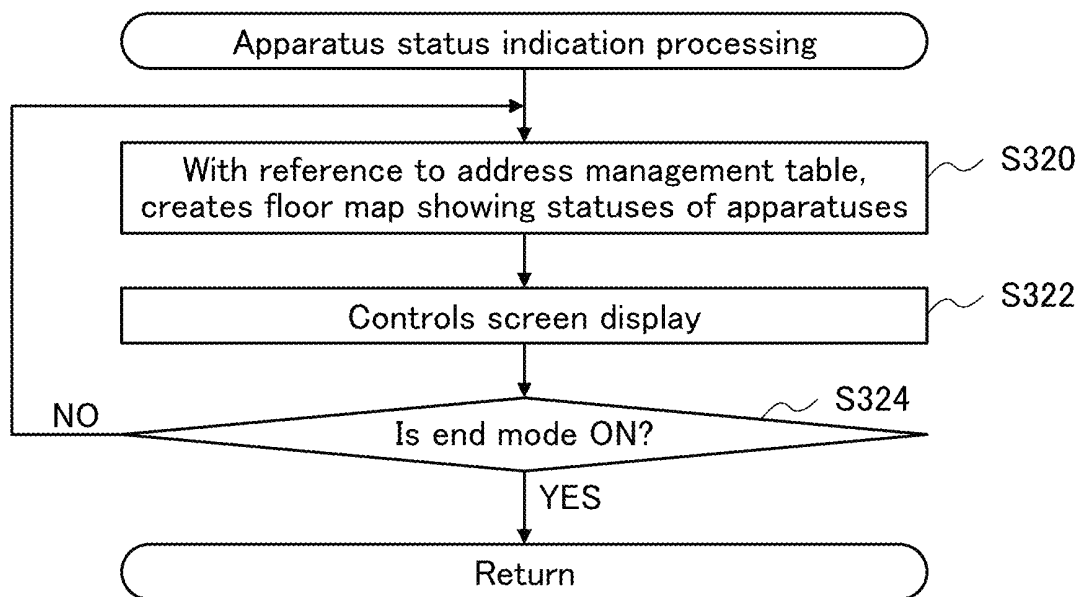 Apparatus status indication processing
With reference to address management table,
creates floor map showing statuses of apparatuses
S320
Controls screen display
S322
Is end mode ON?
S324
NO
YES
Return